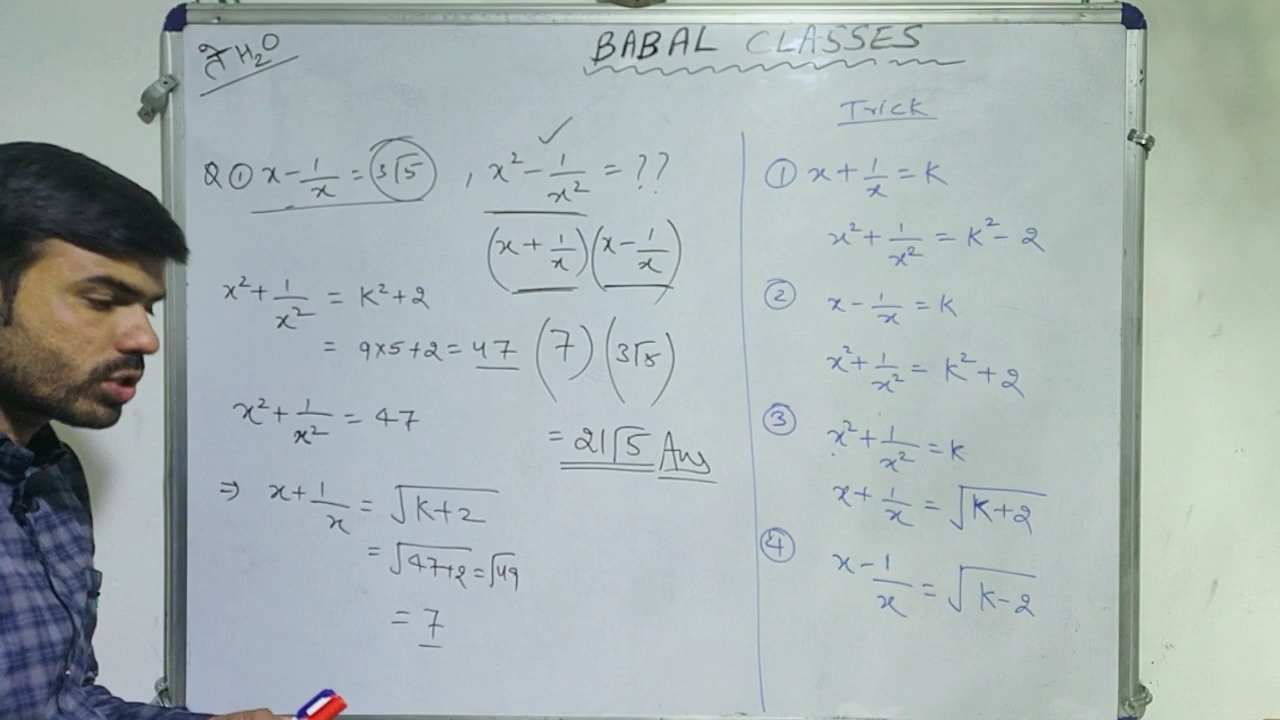 नैH₂O
BABAL CLASSES
Q ① x - 1/x = 3√5 , x² - 1/x² = ??
(x + 1/x)(x - 1/x)
x² + 1/x² = K² + 2
= 9×5+2 = 47
(7)(3√5)
= 21√5 Ans
x² + 1/x² = 47
⇒ x + 1/x = √(K+2)
= √(47+2) = √49
= 7
Trick
① x + 1/x = K
x² + 1/x² = K² - 2
② x - 1/x = K
x² + 1/x² = K² + 2
③ x² + 1/x² = K
x + 1/x = √(K+2)
④ x - 1/x = √(K-2)